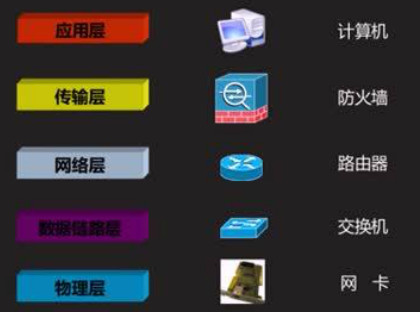 应用层 计算机
传输层 防火墙
网络层 路由器
数据链路层 交换机
物理层 网 卡